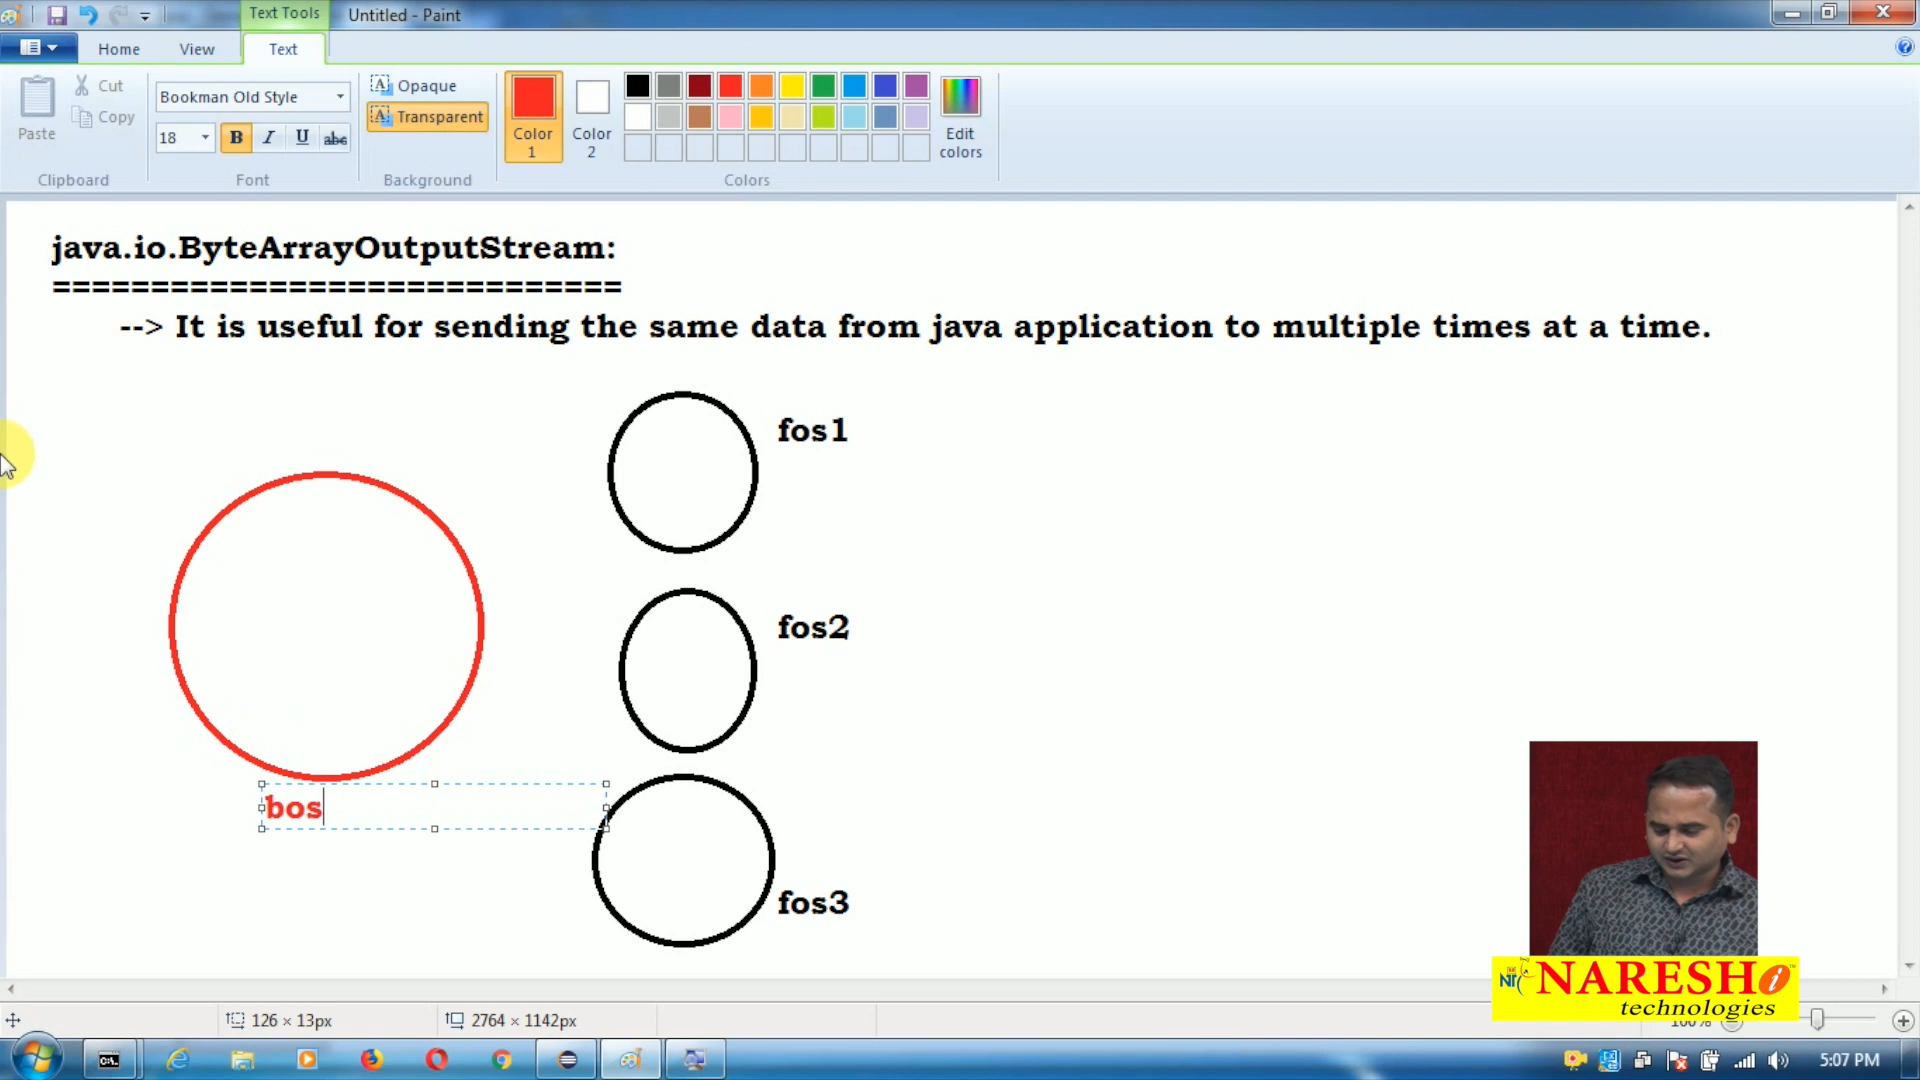 Text Tools
Untitled - Paint
Home
View
Text
Paste
Cut
Copy
Clipboard
Bookman Old Style
18
B
I
U
abc
Font
Opaque
Transparent
Background
Color
1
Color
2
Edit
colors
Colors
java.io.ByteArrayOutputStream:
=============================
--> It is useful for sending the same data from java application to multiple times at a time.
fos1
fos2
bos
fos3
NARESH i
technologies
126 × 13px
2764 × 1142px
100%
5:07 PM